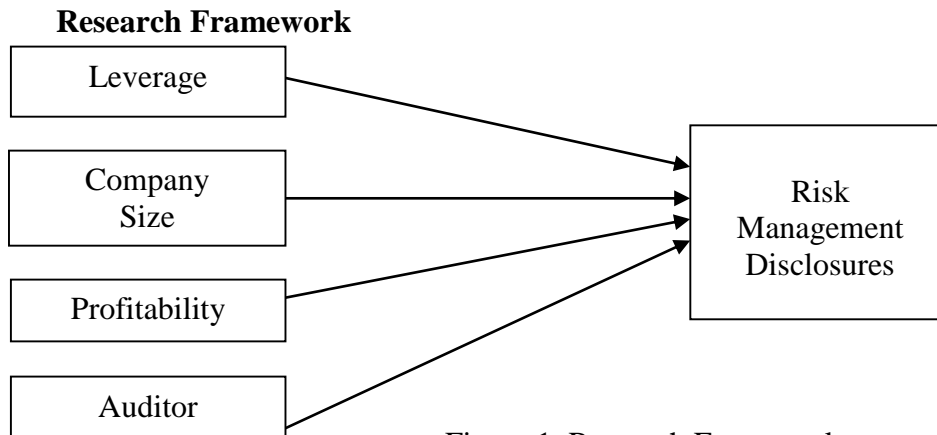 Research Framework
Leverage
Company
Size
Profitability
Auditor
Risk
Management
Disclosures